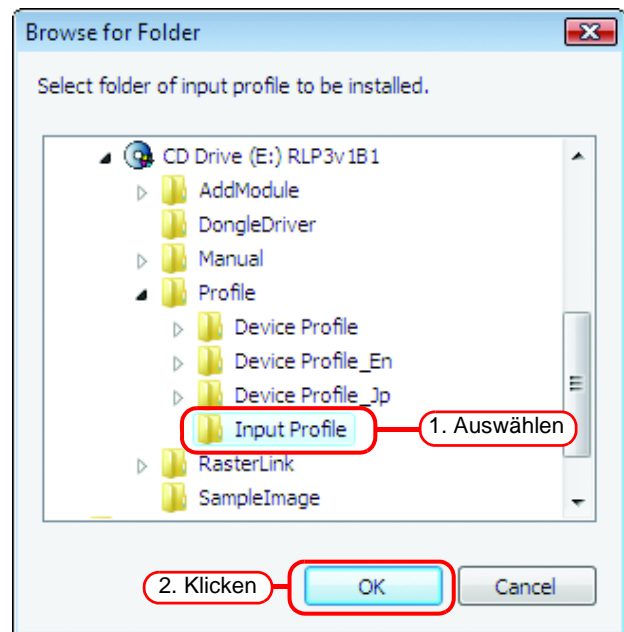 Browse for Folder
Select folder of input profile to be installed.
CD Drive (E:) RLP3v1B1
AddModule
DongleDriver
Manual
Profile
Device Profile
Device Profile_En
Device Profile_Jp
Input Profile
1. Auswählen
RasterLink
SampleImage
2. Klicken
OK
Cancel